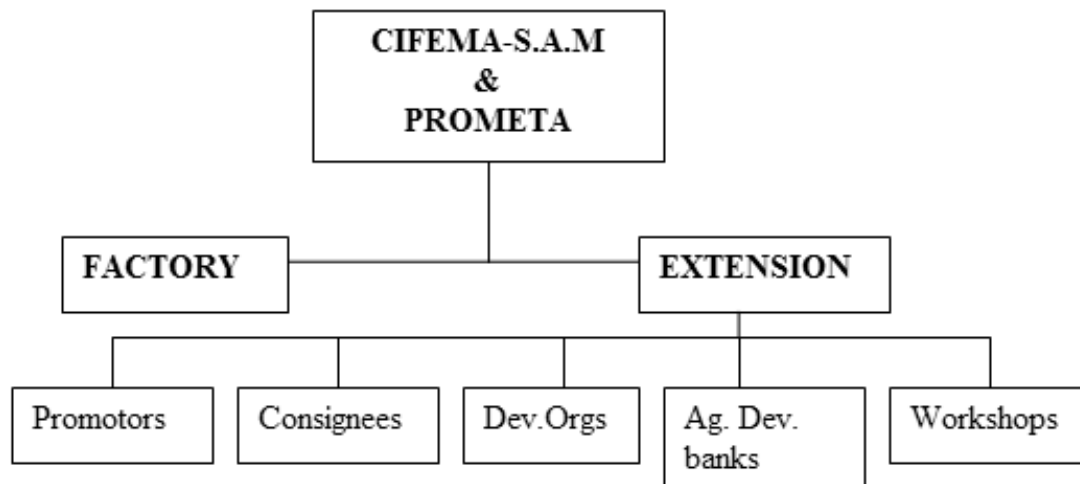 CIFEMA-S.A.M
&
PROMETA
FACTORY
EXTENSION
Promotors
Consignees
Dev.Orgs
Ag. Dev.
banks
Workshops